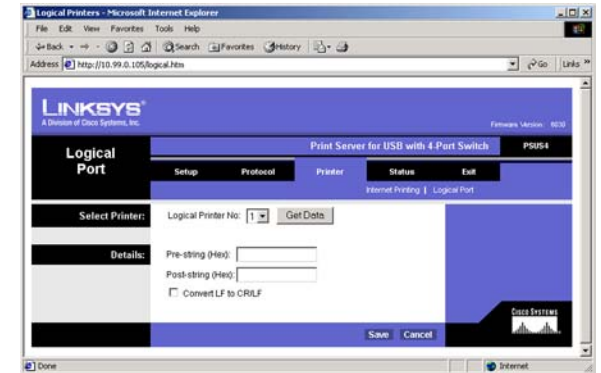 Logical Printers - Microsoft Internet Explorer
File Edit View Favorites Tools Help
Back Search Favorites History
Address http://10.99.0.105/logical.htm Go Links »
LINKSYS®
A Division of Cisco Systems, Inc.
Firmware Version: 6030
Print Server for USB with 4-Port Switch PSUS4
Logical Port
Setup Protocol Printer Status Exit
Internet Printing | Logical Port
Select Printer: Logical Printer No: 1 Get Data
Details: Pre-string (Hex):
Post-string (Hex):
Convert LF to CR/LF
CISCO SYSTEMS
Save Cancel
Done Internet